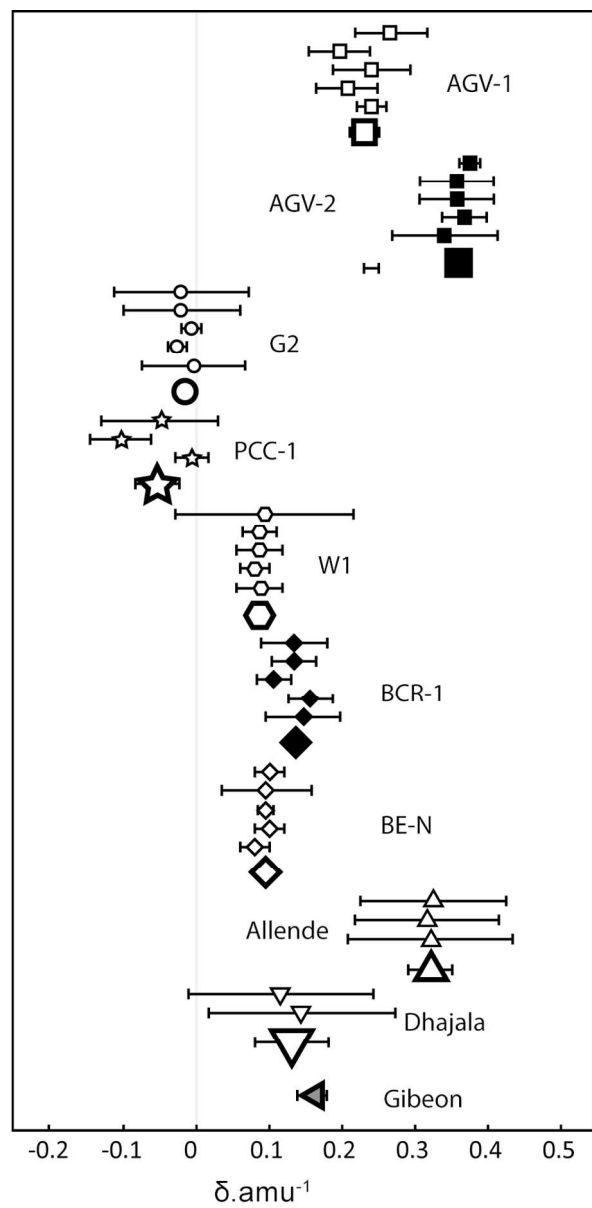 AGV-1
AGV-2
G2
PCC-1
W1
BCR-1
BE-N
Allende
Dhajala
Gibeon
-0.2 -0.1 0 0.1 0.2 0.3 0.4 0.5
δ.amu⁻¹